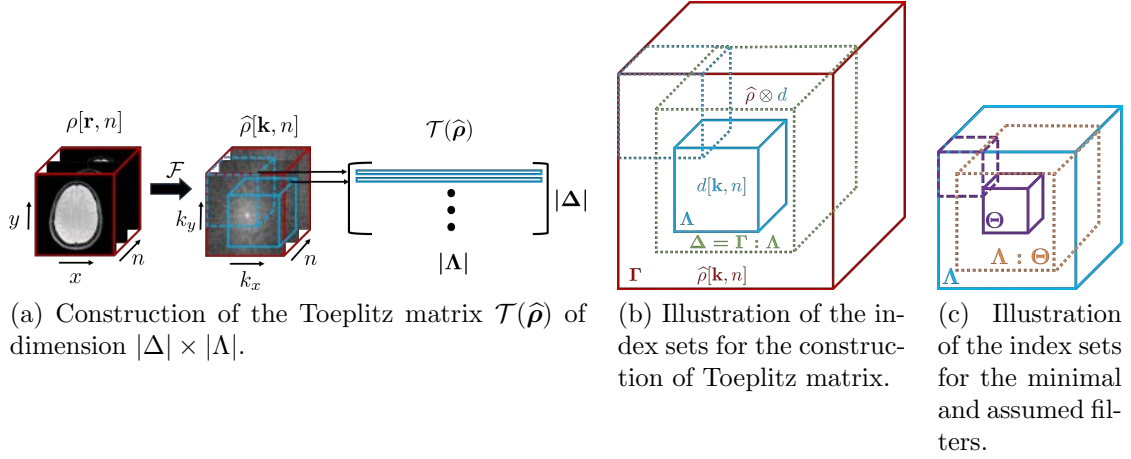 ρ[r, n]
ρ̂[k, n]
𝒯(ρ̂)
ℱ
y
x
n
k_y
k_x
n
|Δ|
|Λ|
(a) Construction of the Toeplitz matrix 𝒯(ρ̂) of
dimension |Δ| × |Λ|.
ρ̂ ⊗ d
d[k, n]
Λ
Δ = Γ : Λ
Γ
ρ̂[k, n]
(b) Illustration of the in-
dex sets for the construc-
tion of Toeplitz matrix.
Θ
Λ : Θ
Λ
(c) Illustration
of the index sets
for the minimal
and assumed fil-
ters.